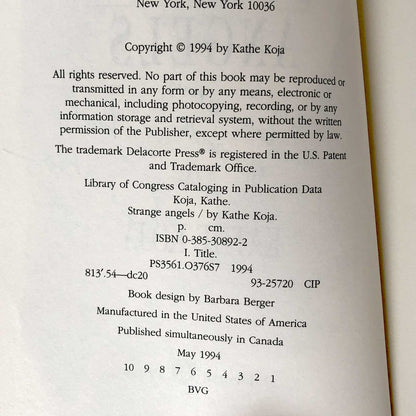 New York, New York 10036
Copyright © 1994 by Kathe Koja
All rights reserved. No part of this book may be reproduced or
transmitted in any form or by any means, electronic or
mechanical, including photocopying, recording, or by any
information storage and retrieval system, without the written
permission of the Publisher, except where permitted by law.
The trademark Delacorte Press® is registered in the U.S. Patent
and Trademark Office.
Library of Congress Cataloging in Publication Data
Koja, Kathe.
Strange angels / by Kathe Koja.
p. cm.
ISBN 0-385-30892-2
I. Title.
PS3561.O376S7 1994
813'.54—dc20 93-25720 CIP
Book design by Barbara Berger
Manufactured in the United States of America
Published simultaneously in Canada
May 1994
10 9 8 7 6 5 4 3 2 1
BVG